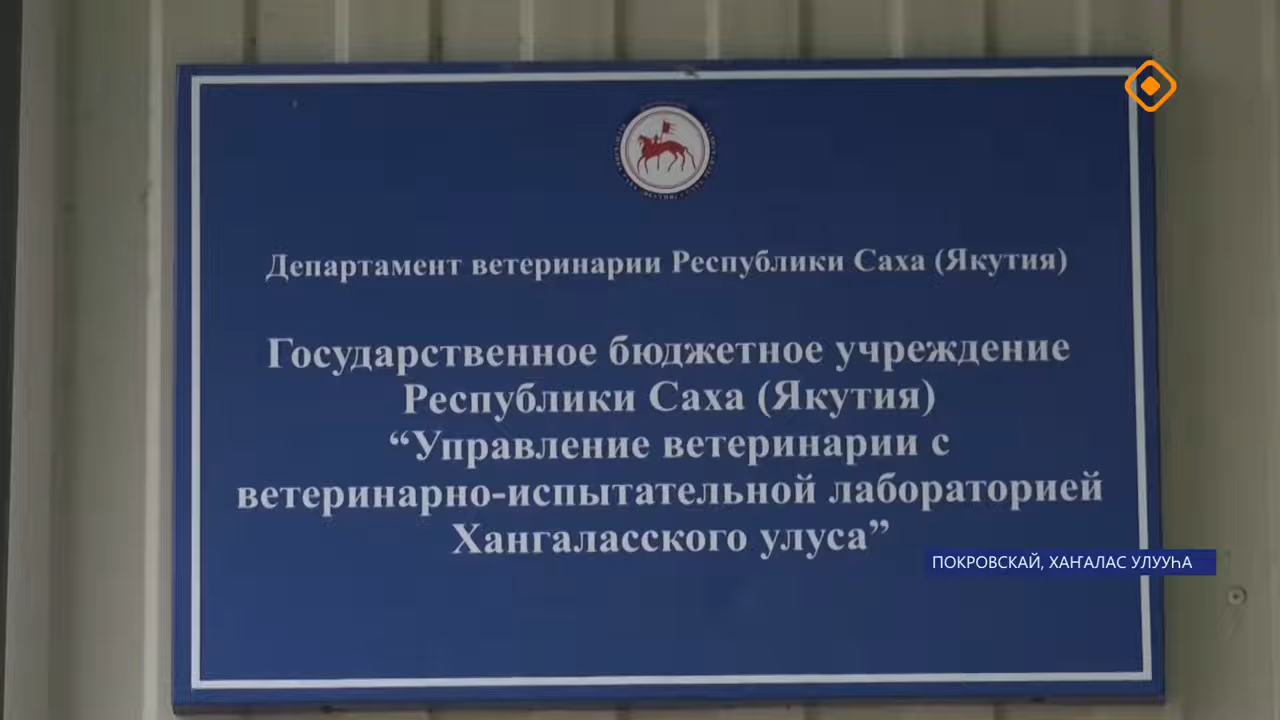 Департамент ветеринарии Республики Саха (Якутия)
Государственное бюджетное учреждение
Республики Саха (Якутия)
“Управление ветеринарии с
ветеринарно-испытательной лабораторией
Хангаласского улуса”
ПОКРОВСКАЙ, ХАҤАЛАС УЛУУҺА